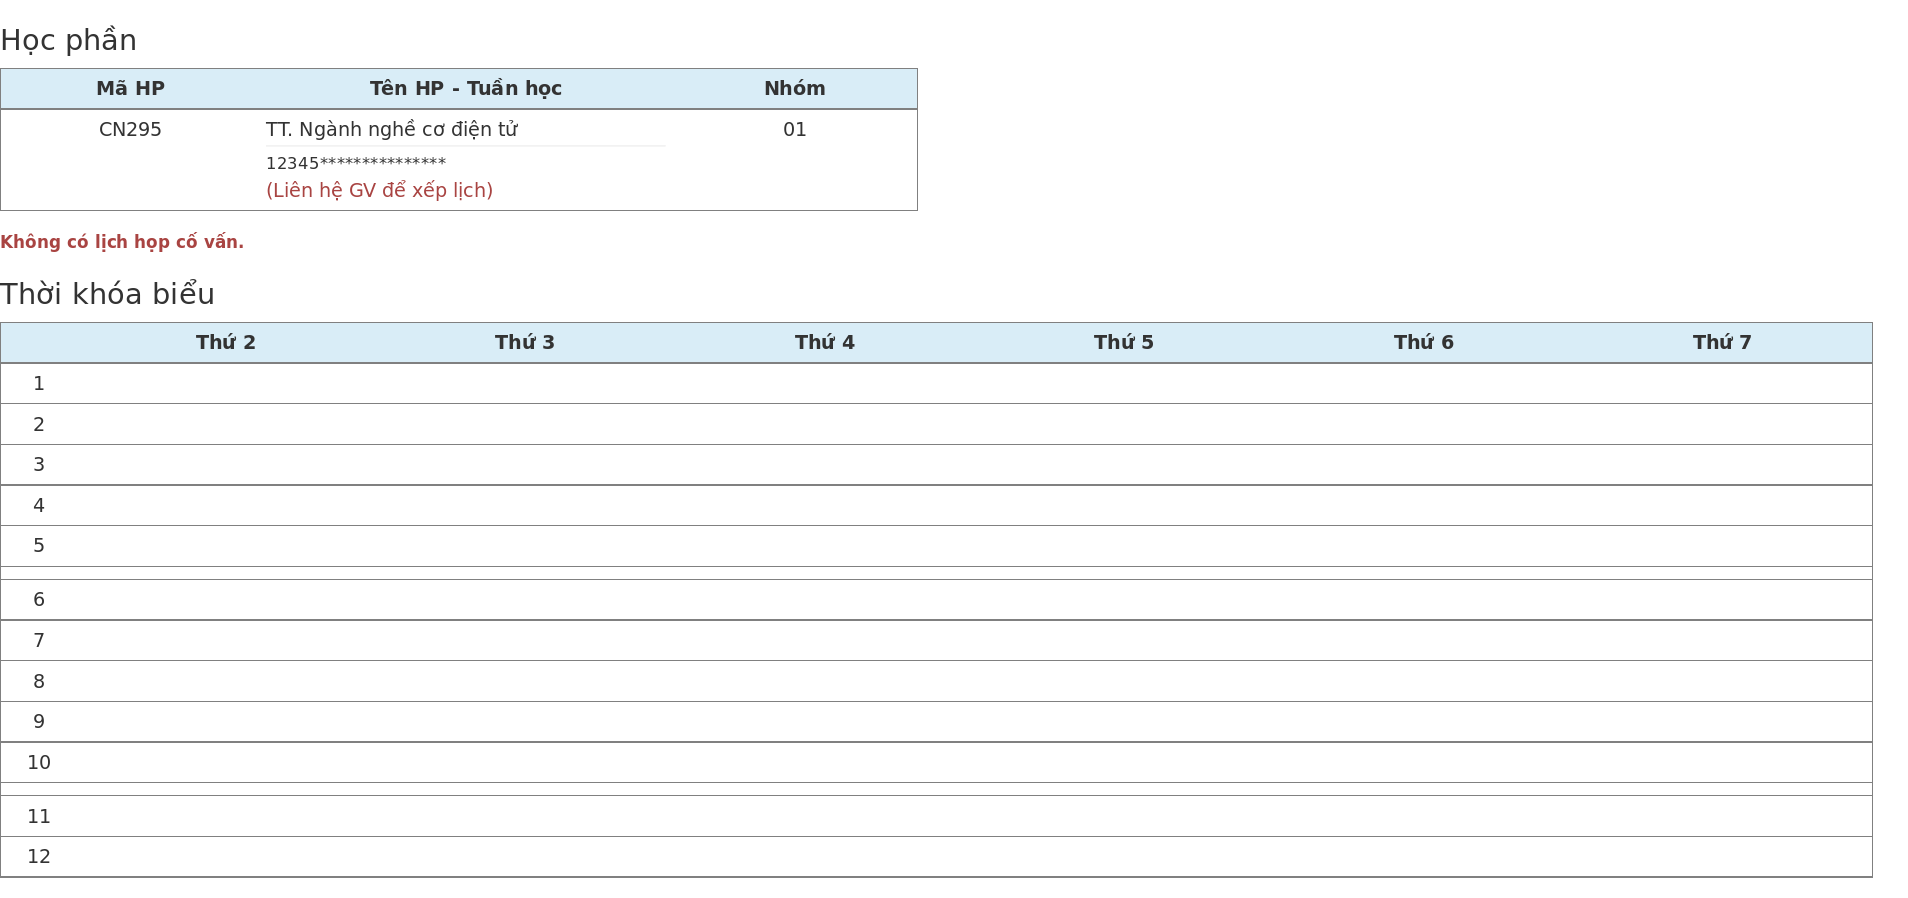 Học phần
Mã HP Tên HP - Tuần học Nhóm
CN295 TT. Ngành nghề cơ điện tử 01
12345***************
(Liên hệ GV để xếp lịch)
Không có lịch họp cố vấn.
Thời khóa biểu
Thứ 2 Thứ 3 Thứ 4 Thứ 5 Thứ 6 Thứ 7
1
2
3
4
5
6
7
8
9
10
11
12